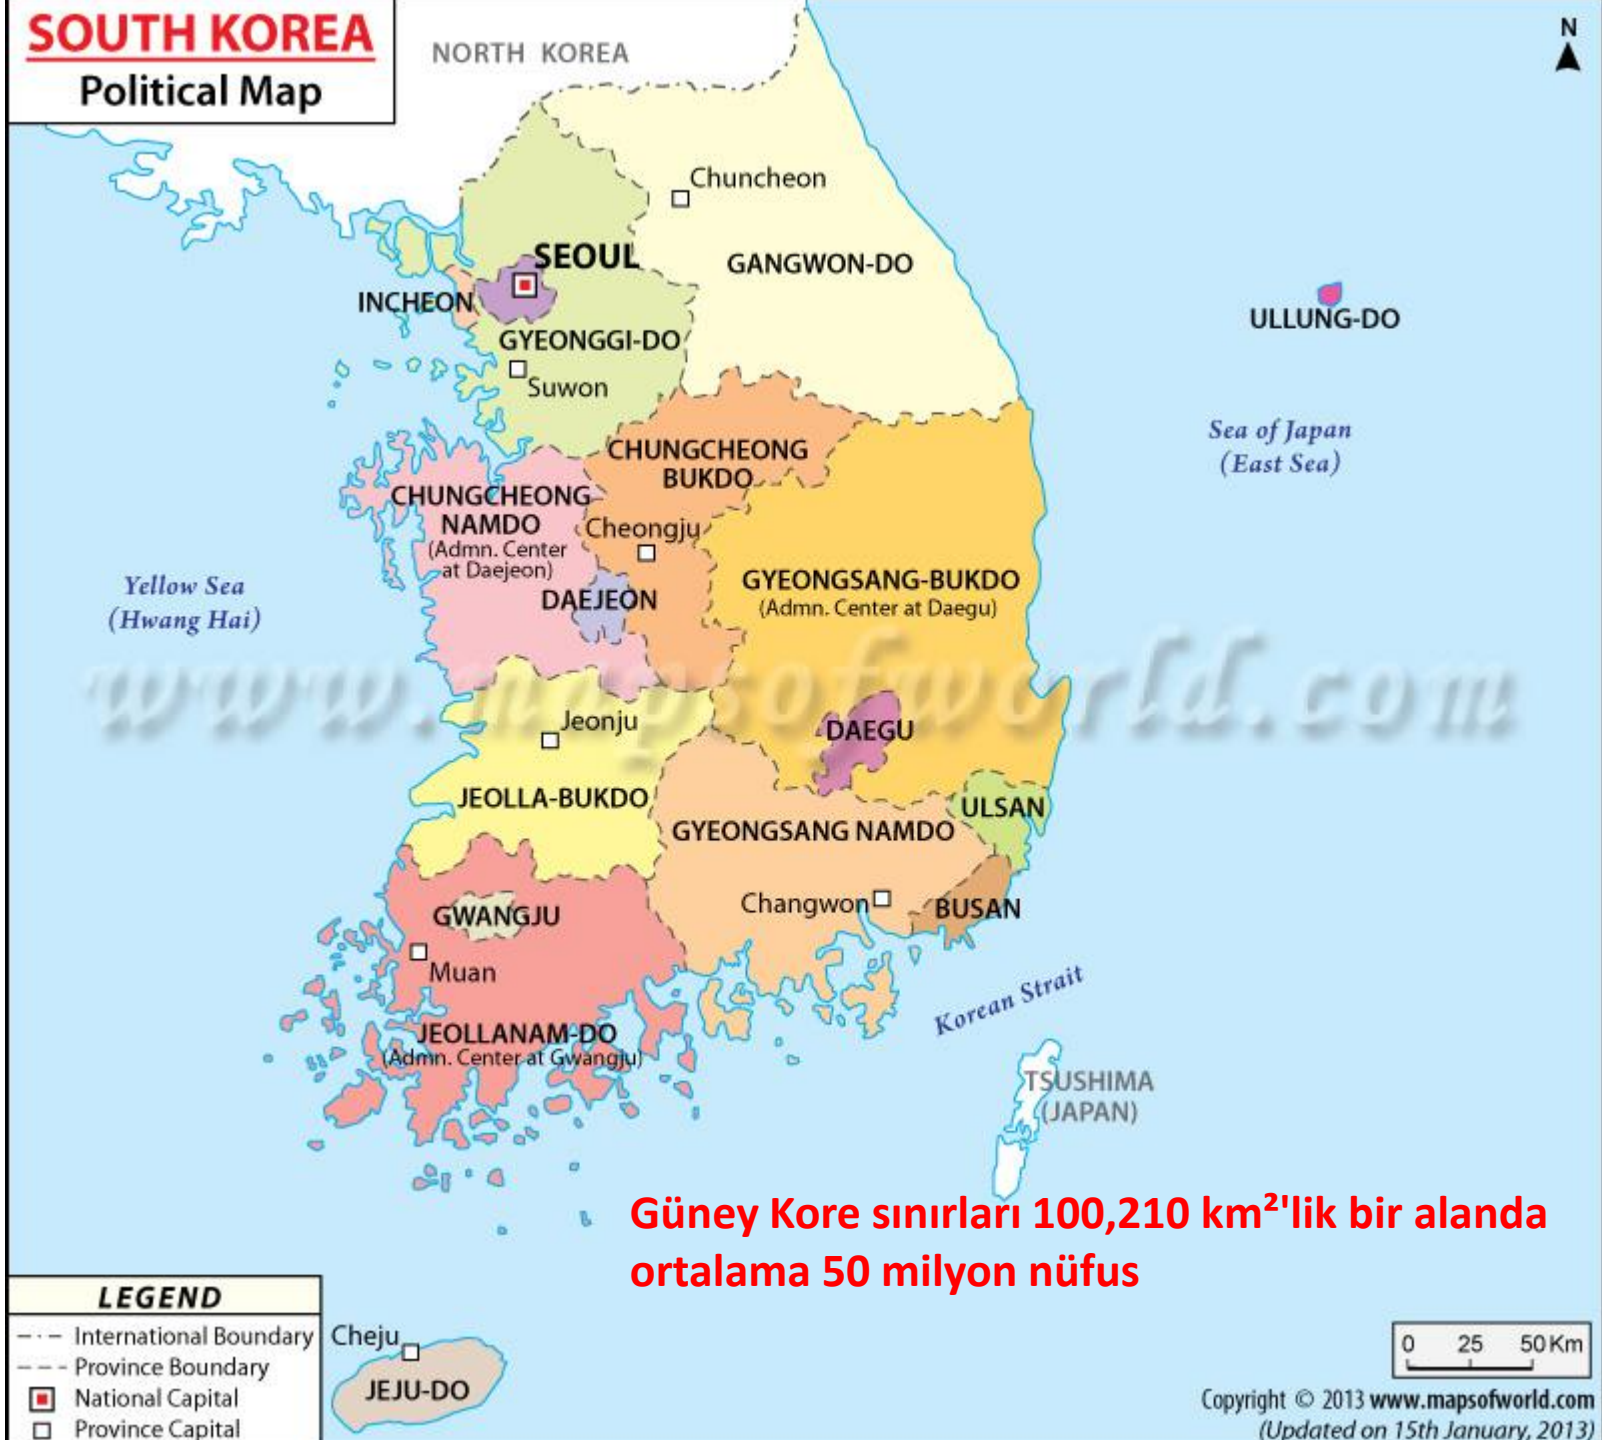 SOUTH KOREA
Political Map
NORTH KOREA
N
Chuncheon
SEOUL
GANGWON-DO
INCHEON
ULLUNG-DO
GYEONGGI-DO
Suwon
Sea of Japan
(East Sea)
CHUNGCHEONG
BUKDO
CHUNGCHEONG
NAMDO
(Admn. Center
at Daejeon)
Cheongju
Yellow Sea
(Hwang Hai)
DAEJEON
GYEONGSANG-BUKDO
(Admn. Center at Daegu)
www.mapsofworld.com
Jeonju
DAEGU
JEOLLA-BUKDO
ULSAN
GYEONGSANG NAMDO
Changwon
BUSAN
GWANGJU
Muan
Korean Strait
JEOLLANAM-DO
(Admn. Center at Gwangju)
TSUSHIMA
(JAPAN)
Güney Kore sınırları 100,210 km²'lik bir alanda
ortalama 50 milyon nüfus
LEGEND
International Boundary
Province Boundary
National Capital
Province Capital
Cheju
JEJU-DO
0 25 50 Km
Copyright © 2013 www.mapsofworld.com
(Updated on 15th January, 2013)